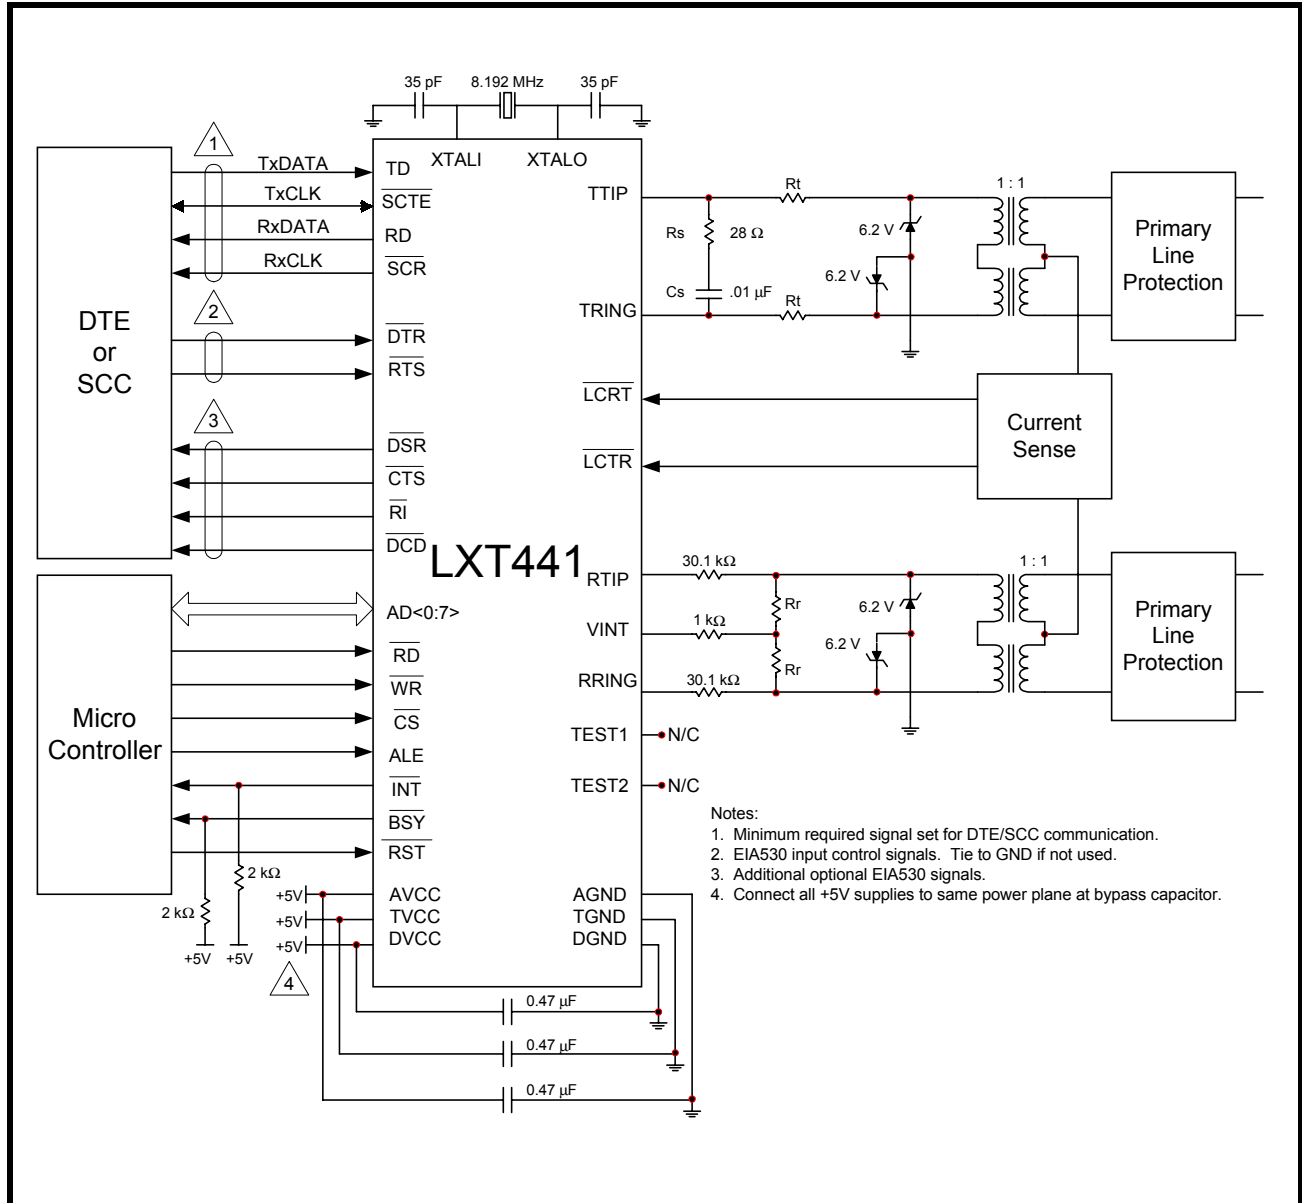 35 pF
8.192 MHz
35 pF
XTALI
XTALO
DTE
or
SCC
1
TxDATA
TxCLK
RxDATA
RxCLK
2
3
TD
SCTE
RD
SCR
DTR
RTS
DSR
CTS
RI
DCD
LXT441
Micro
Controller
AD<0:7>
RD
WR
CS
ALE
INT
BSY
RST
2 kΩ
2 kΩ
+5V
+5V
+5V
+5V
+5V
4
AVCC
TVCC
DVCC
AGND
TGND
DGND
0.47 µF
0.47 µF
0.47 µF
TTIP
Rt
Rs
28 Ω
Cs
.01 µF
TRING
Rt
6.2 V
6.2 V
1 : 1
Primary
Line
Protection
LCRT
LCTR
Current
Sense
RTIP
30.1 kΩ
VINT
1 kΩ
RRING
30.1 kΩ
Rr
Rr
6.2 V
6.2 V
1 : 1
Primary
Line
Protection
TEST1
N/C
TEST2
N/C
Notes:
1. Minimum required signal set for DTE/SCC communication.
2. EIA530 input control signals. Tie to GND if not used.
3. Additional optional EIA530 signals.
4. Connect all +5V supplies to same power plane at bypass capacitor.